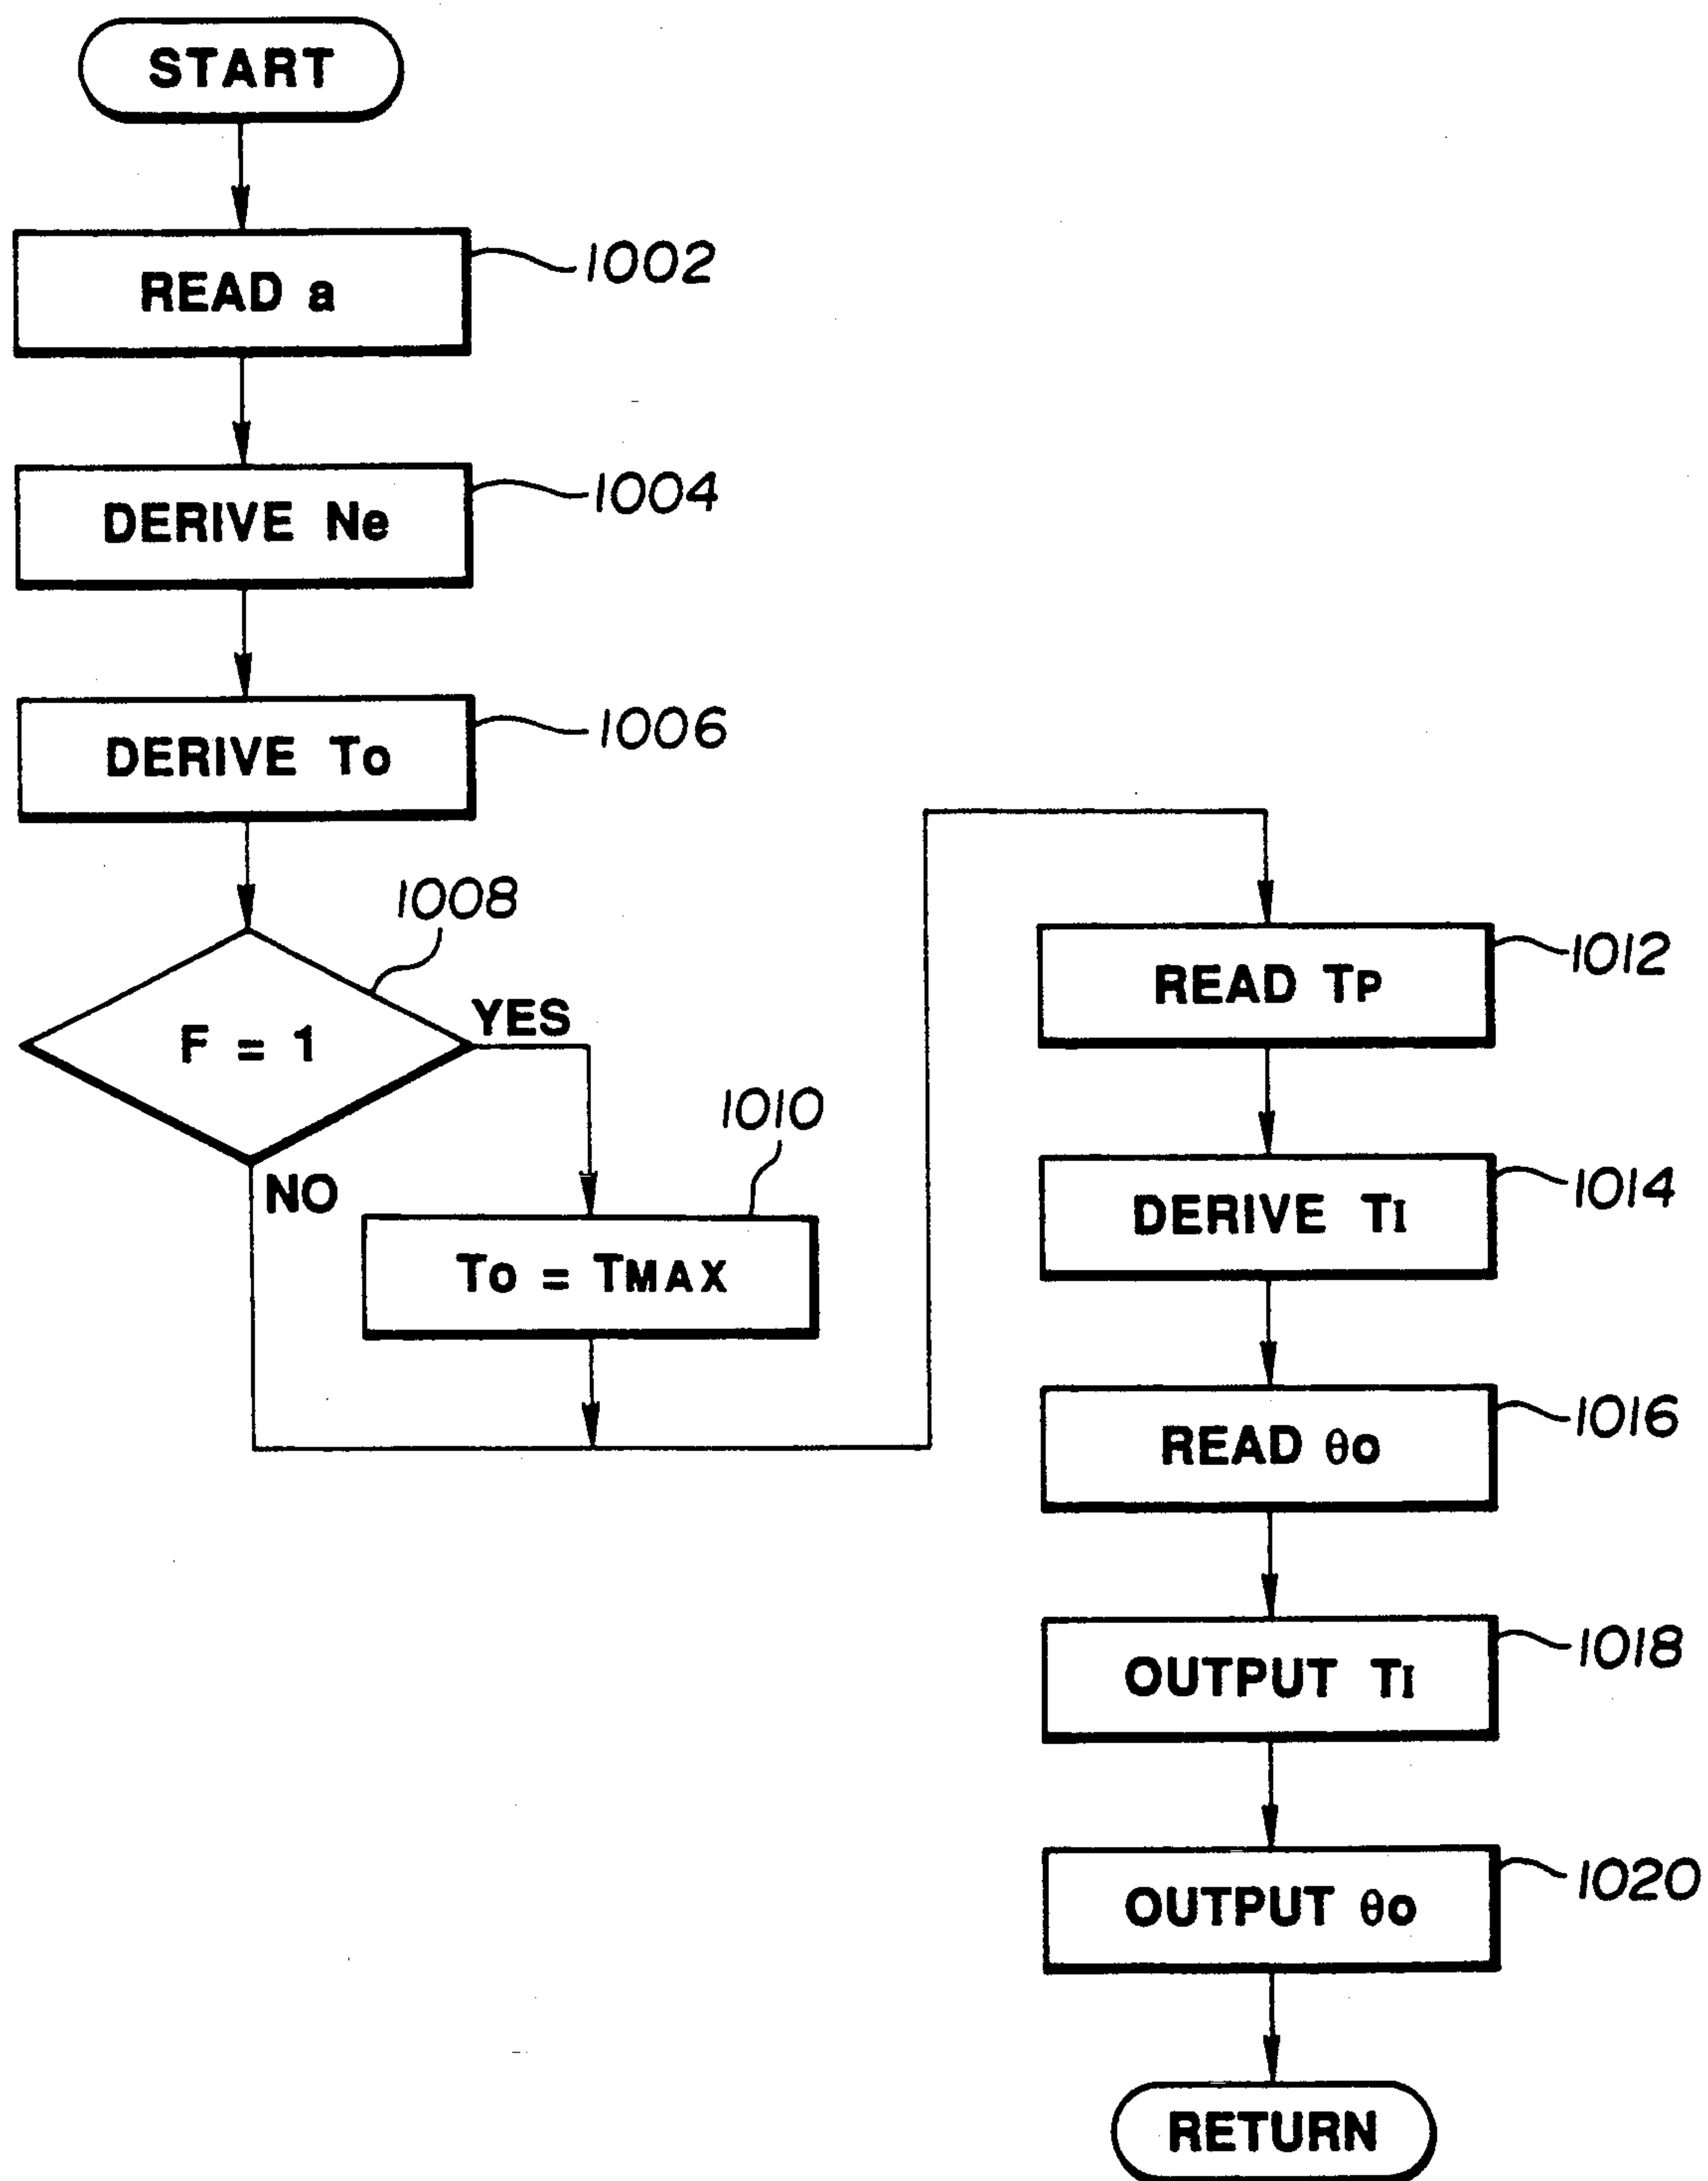 START
READ a
1002
DERIVE Ne
1004
DERIVE To
1006
1008
F = 1
YES
NO
1010
To = TMAX
READ TP
1012
DERIVE TI
1014
READ θo
1016
OUTPUT TI
1018
OUTPUT θo
1020
RETURN